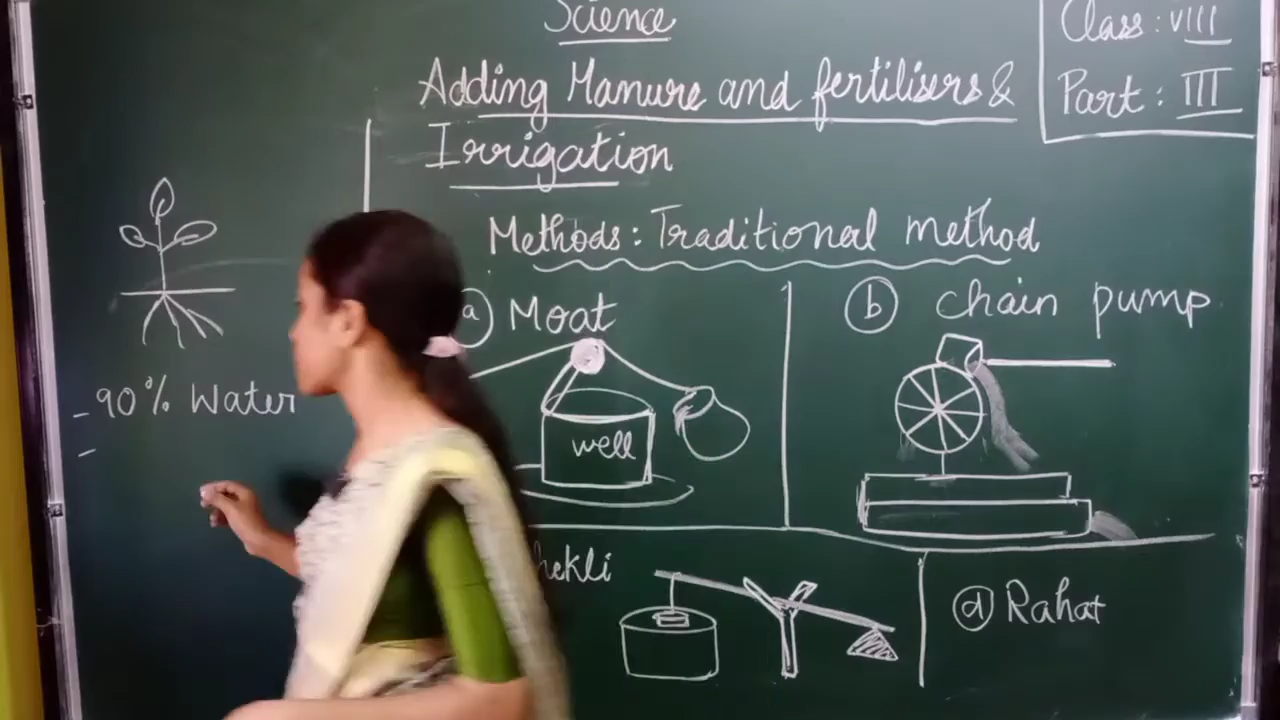 Science
Class: VIII
Part: III
Adding Manure and fertilisers &
Irrigation
Methods: Traditional method
a Moat
b chain pump
well
- 90% Water
-
hekli
d Rahat